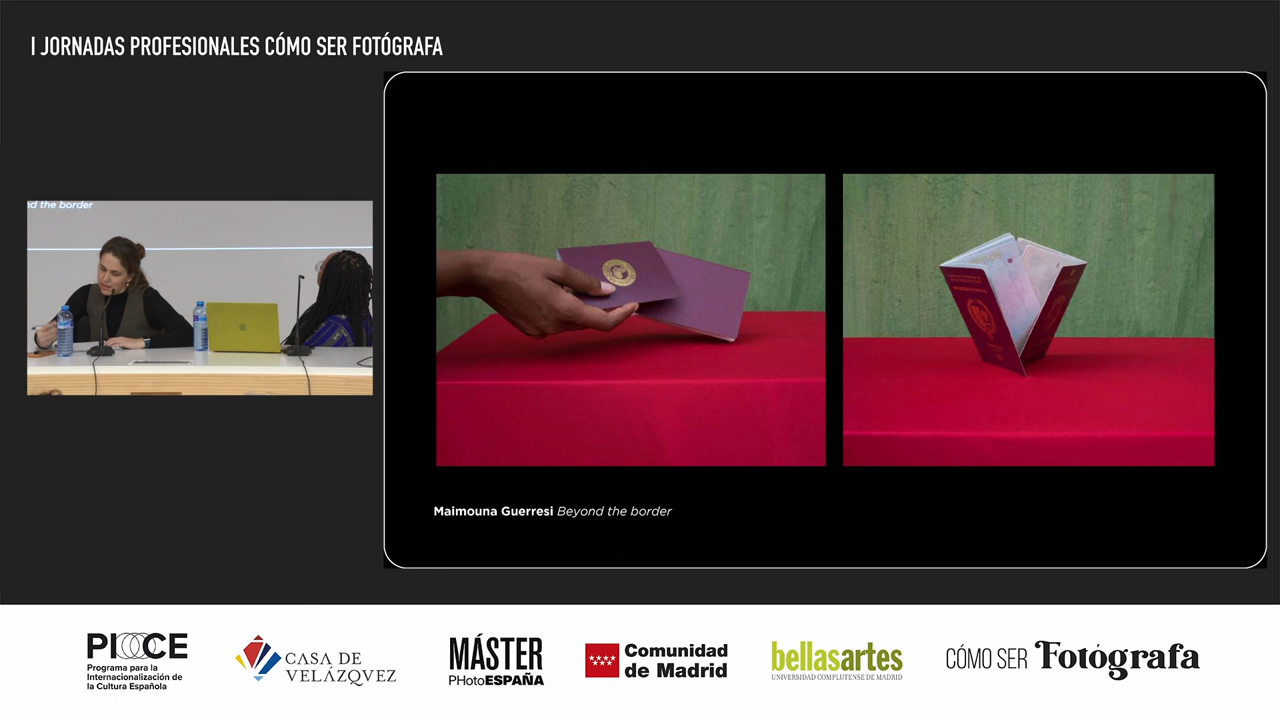 I JORNADAS PROFESIONALES CÓMO SER FOTÓGRAFA
nd the border
Maimouna Guerresi Beyond the border
PICE
Programa para la
Internacionalización de
la Cultura Española
CASA DE
VELÁZQVEZ
MÁSTER
PHotoESPAÑA
Comunidad
de Madrid
bellasartes
UNIVERSIDAD COMPLUTENSE DE MADRID
CÓMO SER Fotógrafa